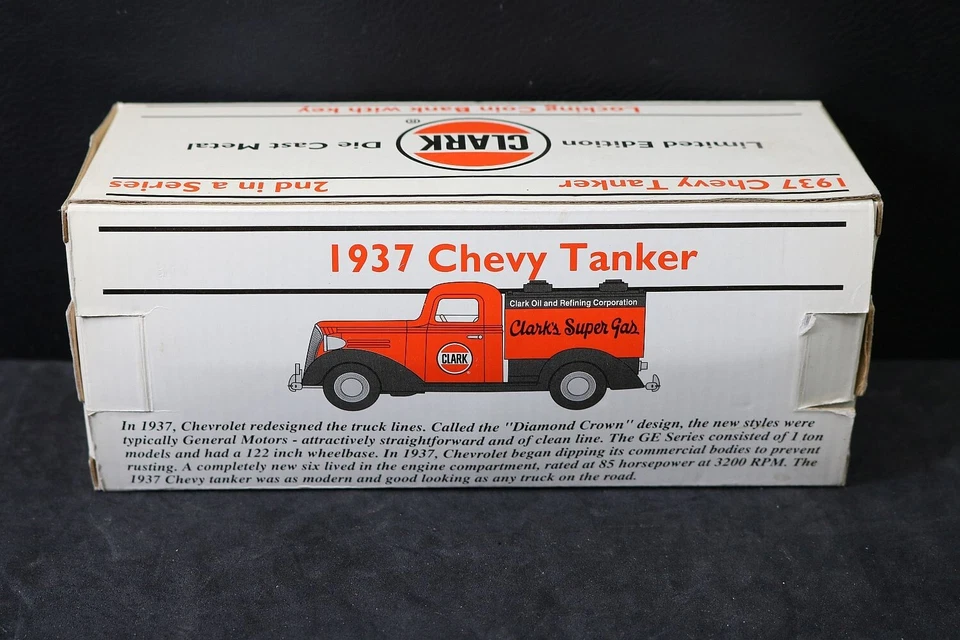 Locking Coin Bank with key
Limited Edition CLARK ® Die Cast Metal
1937 Chevy Tanker 2nd in a Series
1937 Chevy Tanker
Clark Oil and Refining Corporation
Clark's Super Gas
CLARK
In 1937, Chevrolet redesigned the truck lines. Called the "Diamond Crown" design, the new styles were
typically General Motors - attractively straightforward and of clean line. The GE Series consisted of 1 ton
models and had a 122 inch wheelbase. In 1937, Chevrolet began dipping its commercial bodies to prevent
rusting. A completely new six lived in the engine compartment, rated at 85 horsepower at 3200 RPM. The
1937 Chevy tanker was as modern and good looking as any truck on the road.